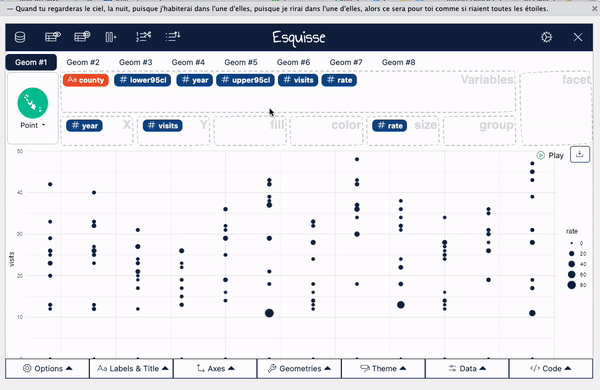 — Quand tu regarderas le ciel, la nuit, puisque j'habiterai dans l'une d'elles, puisque je rirai dans l'une d'elles, alors ce sera pour toi comme si riaient toutes les étoiles.
Esquisse
Geom #1 Geom #2 Geom #3 Geom #4 Geom #5 Geom #6 Geom #7 Geom #8
Aa county # lower95cl # year # upper95cl # visits # rate Variables facet
Point
# year X # visits Y fill color # rate size group
Play
50
40
30
20
10
visits
rate
0
20
40
60
80
Options Aa Labels & Title Axes Geometries Theme Data </> Code